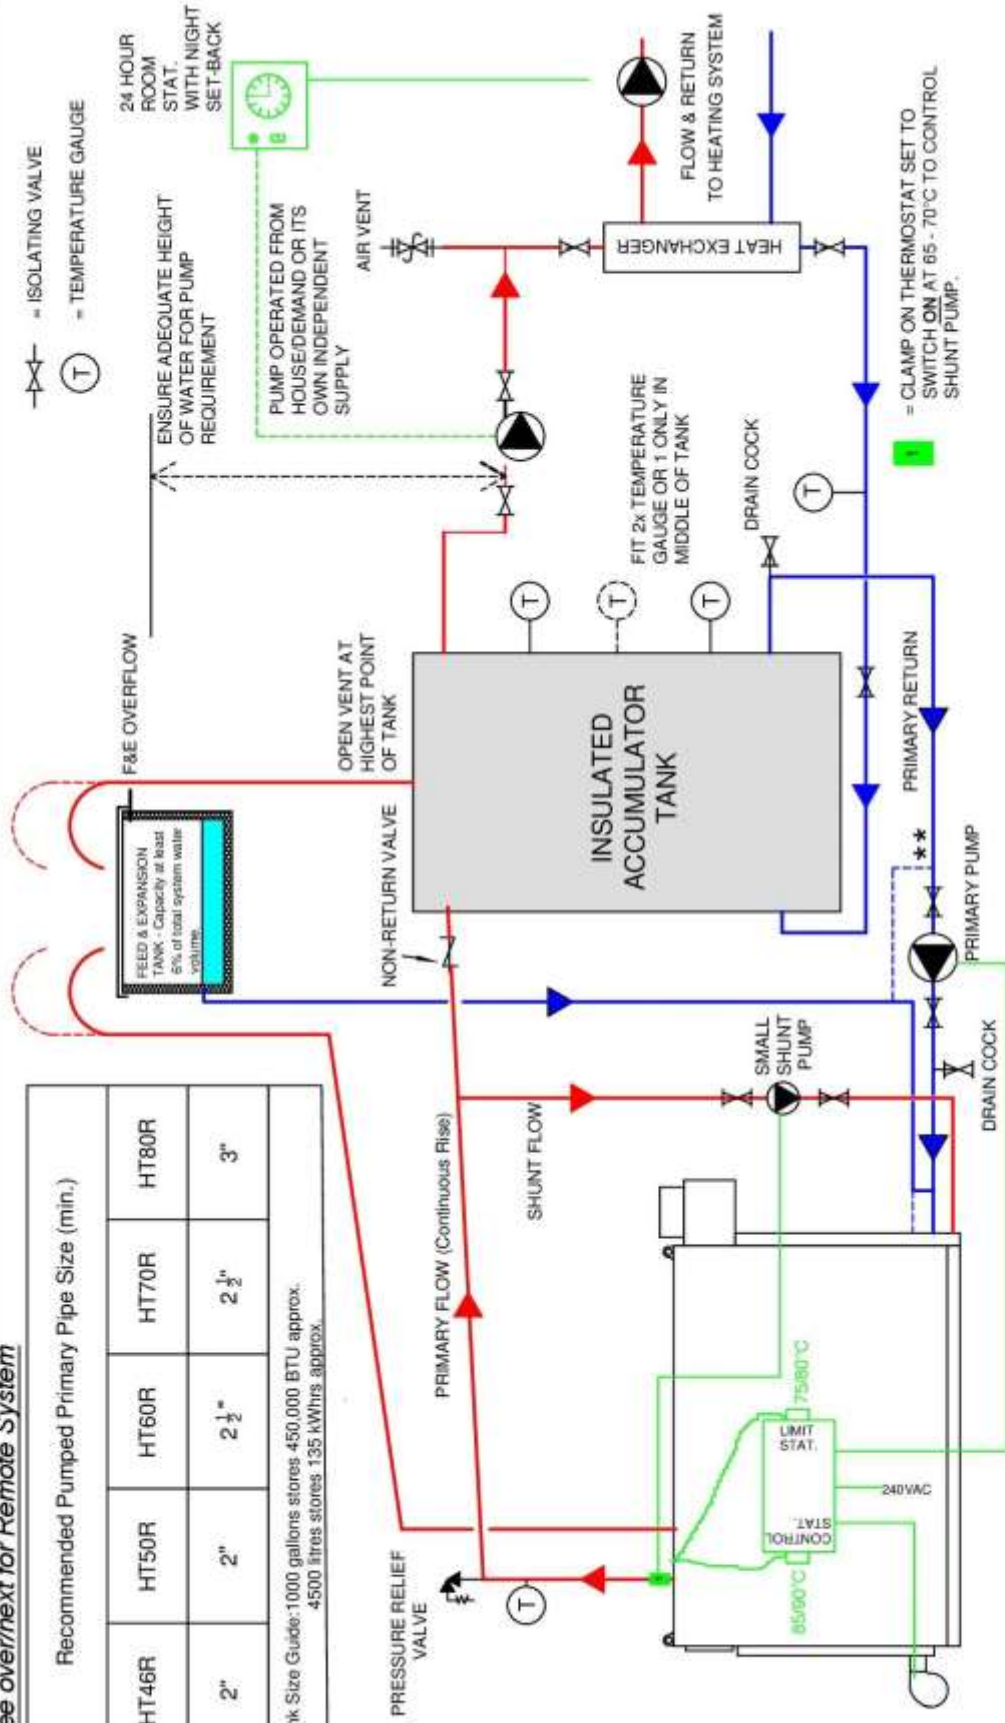 ee over/next for Remote System
Recommended Pumped Primary Pipe Size (min.)
HT46R
HT50R
HT60R
HT70R
HT80R
2"
2"
2 1/2"
2 1/2"
3"
nk Size Guide:1000 gallons stores 450,000 BTU approx.
4500 litres stores 135 kWhrs approx.
FEED & EXPANSION
TANK - Capacity at least
6% of total system water
volume.
F&E OVERFLOW
= ISOLATING VALVE
T
= TEMPERATURE GAUGE
24 HOUR
ROOM
STAT.
WITH NIGHT
SET-BACK
ENSURE ADEQUATE HEIGHT
OF WATER FOR PUMP
REQUIREMENT
PUMP OPERATED FROM
HOUSE/DEMAND OR ITS
OWN INDEPENDENT
SUPPLY
AIR VENT
OPEN VENT AT
HIGHEST POINT
OF TANK
NON-RETURN VALVE
PRESSURE RELIEF
VALVE
T
PRIMARY FLOW (Continuous Rise)
SHUNT FLOW
SMALL
SHUNT
PUMP
INSULATED
ACCUMULATOR
TANK
T
T
T
FIT 2x TEMPERATURE
GAUGE OR 1 ONLY IN
MIDDLE OF TANK
DRAIN COCK
T
HEAT EXCHANGER
FLOW & RETURN
TO HEATING SYSTEM
1
= CLAMP ON THERMOSTAT SET TO
SWITCH ON AT 65 - 70°C TO CONTROL
SHUNT PUMP.
PRIMARY RETURN
**
PRIMARY PUMP
DRAIN COCK
85/90°C
CONTROL
STAT.
LIMIT
STAT.
75/80°C
240VAC